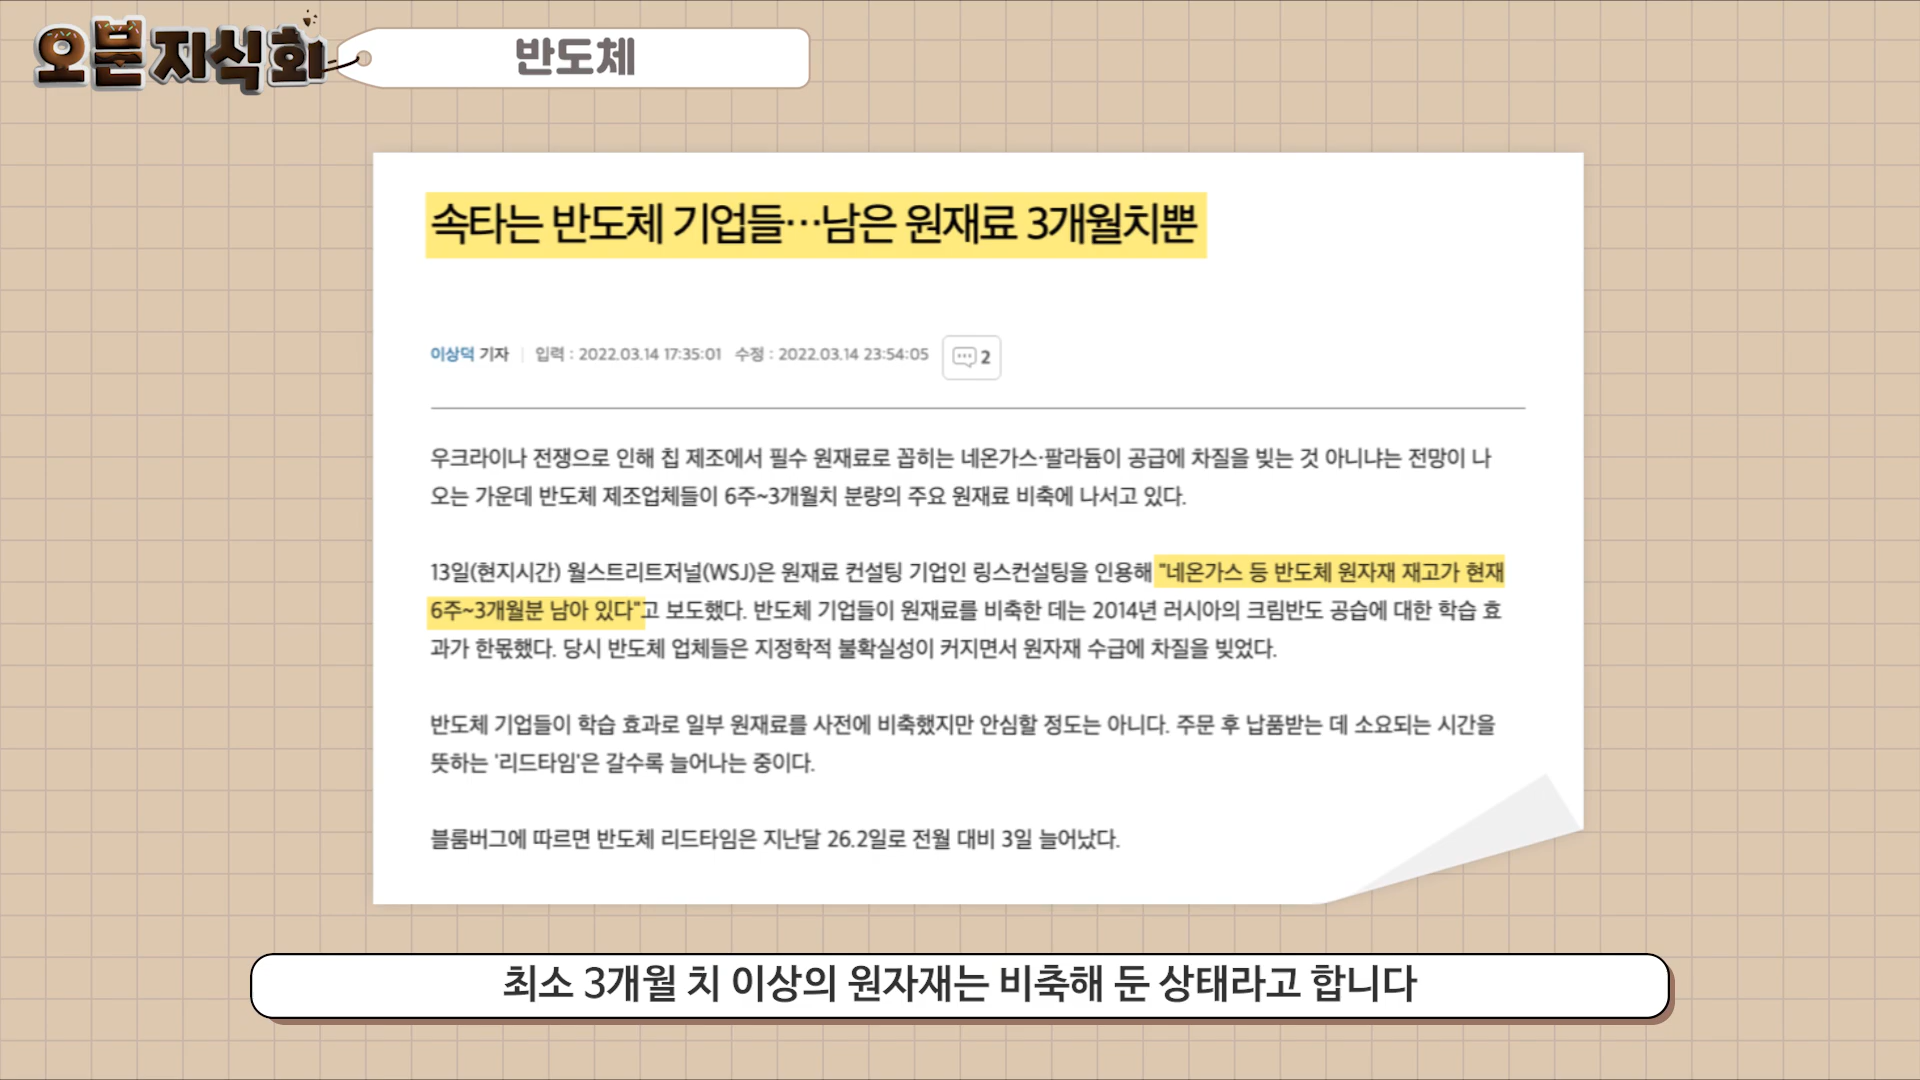 오븐지식회
반도체
속타는 반도체 기업들…남은 원재료 3개월치뿐
이상덕 기자 입력 : 2022.03.14 17:35:01 수정 : 2022.03.14 23:54:05 2
우크라이나 전쟁으로 인해 칩 제조에서 필수 원재료로 꼽히는 네온가스·팔라듐이 공급에 차질을 빚는 것 아니냐는 전망이 나
오는 가운데 반도체 제조업체들이 6주~3개월치 분량의 주요 원재료 비축에 나서고 있다.
13일(현지시간) 월스트리트저널(WSJ)은 원재료 컨설팅 기업인 링스컨설팅을 인용해 "네온가스 등 반도체 원자재 재고가 현재
6주~3개월분 남아 있다"고 보도했다. 반도체 기업들이 원재료를 비축한 데는 2014년 러시아의 크림반도 공습에 대한 학습 효
과가 한몫했다. 당시 반도체 업체들은 지정학적 불확실성이 커지면서 원자재 수급에 차질을 빚었다.
반도체 기업들이 학습 효과로 일부 원재료를 사전에 비축했지만 안심할 정도는 아니다. 주문 후 납품받는 데 소요되는 시간을
뜻하는 '리드타임'은 갈수록 늘어나는 중이다.
블룸버그에 따르면 반도체 리드타임은 지난달 26.2일로 전월 대비 3일 늘어났다.
최소 3개월 치 이상의 원자재는 비축해 둔 상태라고 합니다